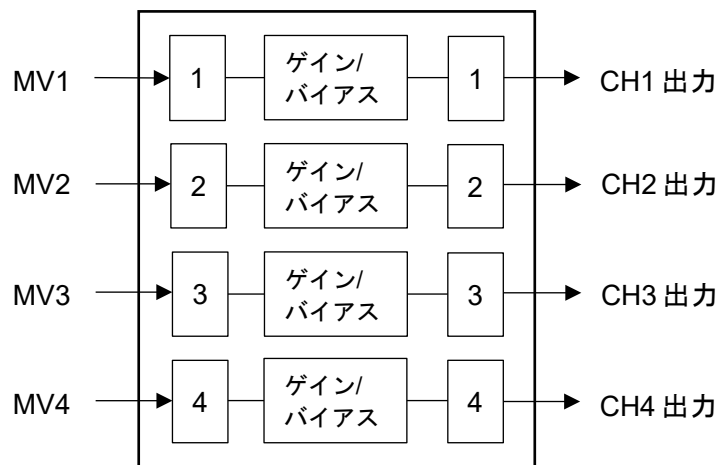 MV1 1 ゲイン/ 1 CH1 出力
バイアス
MV2 2 ゲイン/ 2 CH2 出力
バイアス
MV3 3 ゲイン/ 3 CH3 出力
バイアス
MV4 4 ゲイン/ 4 CH4 出力
バイアス